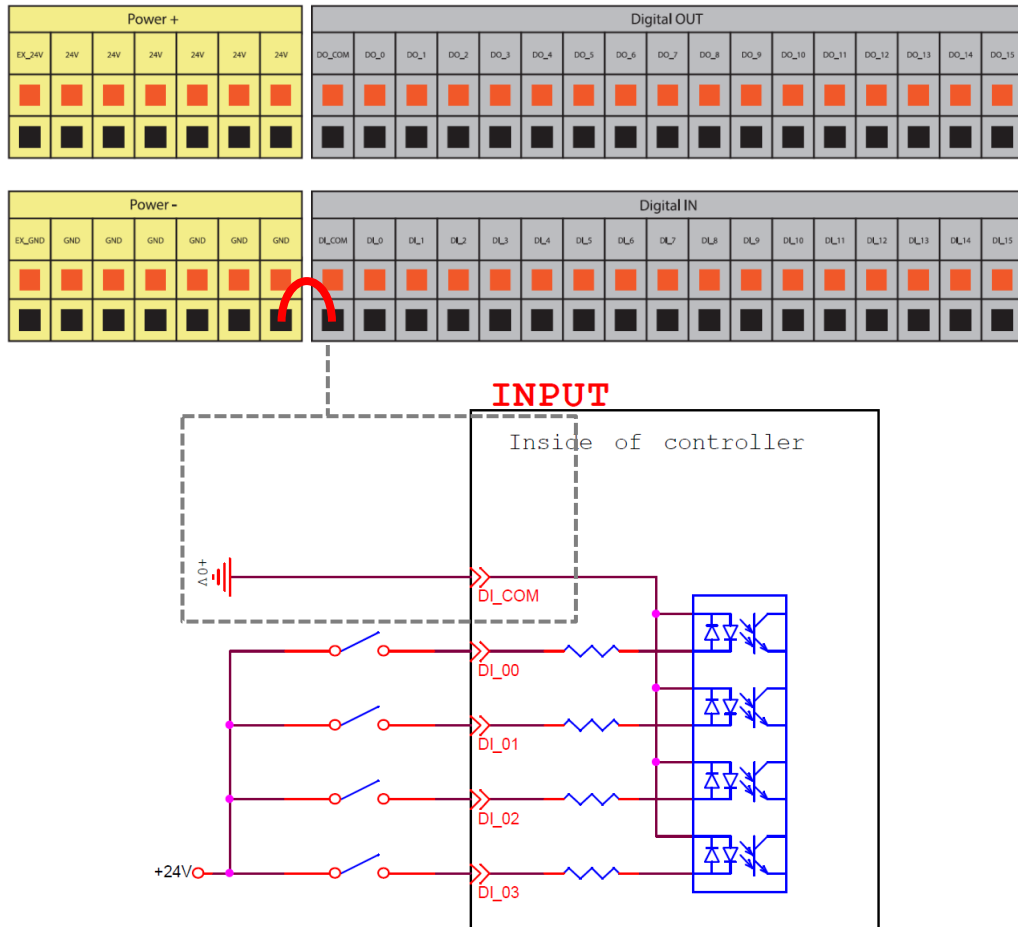 Power +
Digital OUT
EX_24V 24V 24V 24V 24V 24V 24V DO_COM DO_0 DO_1 DO_2 DO_3 DO_4 DO_5 DO_6 DO_7 DO_8 DO_9 DO_10 DO_11 DO_12 DO_13 DO_14 DO_15
Power -
Digital IN
EX_GND GND GND GND GND GND GND DI_COM DI_0 DI_1 DI_2 DI_3 DI_4 DI_5 DI_6 DI_7 DI_8 DI_9 DI_10 DI_11 DI_12 DI_13 DI_14 DI_15
INPUT
Inside of controller
+0V
DI_COM
DI_00
DI_01
DI_02
+24V
DI_03